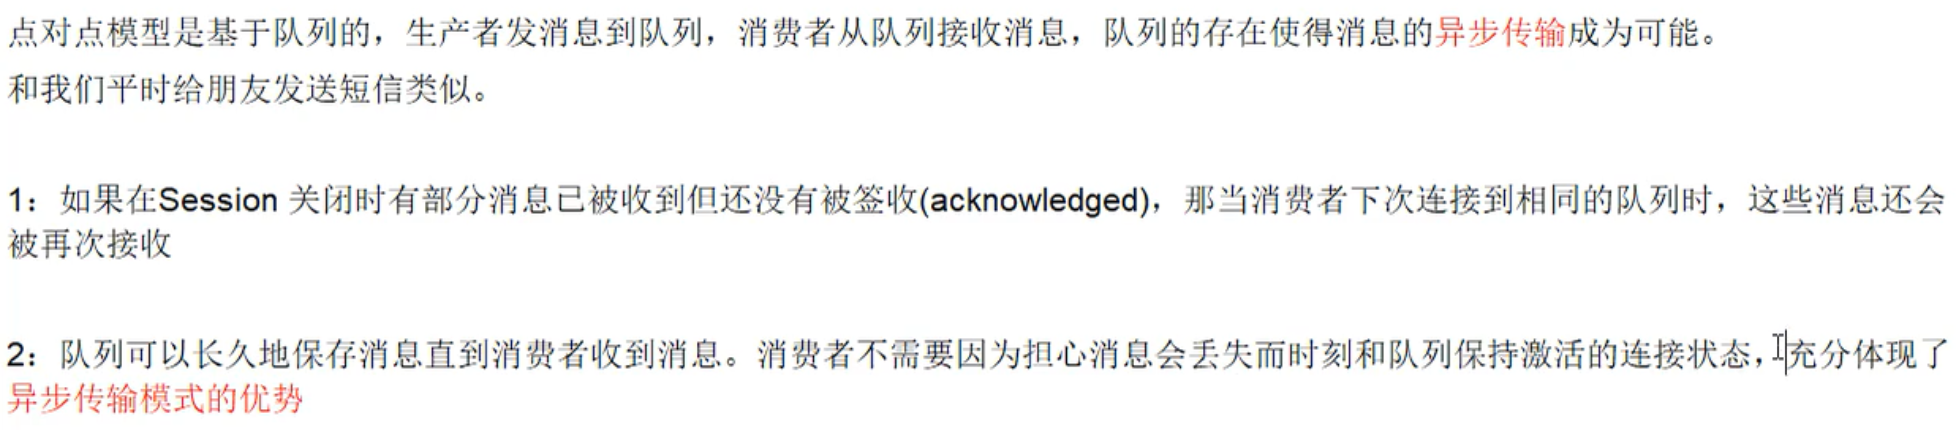 点对点模型是基于队列的，生产者发消息到队列，消费者从队列接收消息，队列的存在使得消息的异步传输成为可能。
和我们平时给朋友发送短信类似。
1：如果在Session 关闭时有部分消息已被收到但还没有被签收(acknowledged)，那当消费者下次连接到相同的队列时，这些消息还会
被再次接收
2：队列可以长久地保存消息直到消费者收到消息。消费者不需要因为担心消息会丢失而时刻和队列保持激活的连接状态，充分体现了
异步传输模式的优势